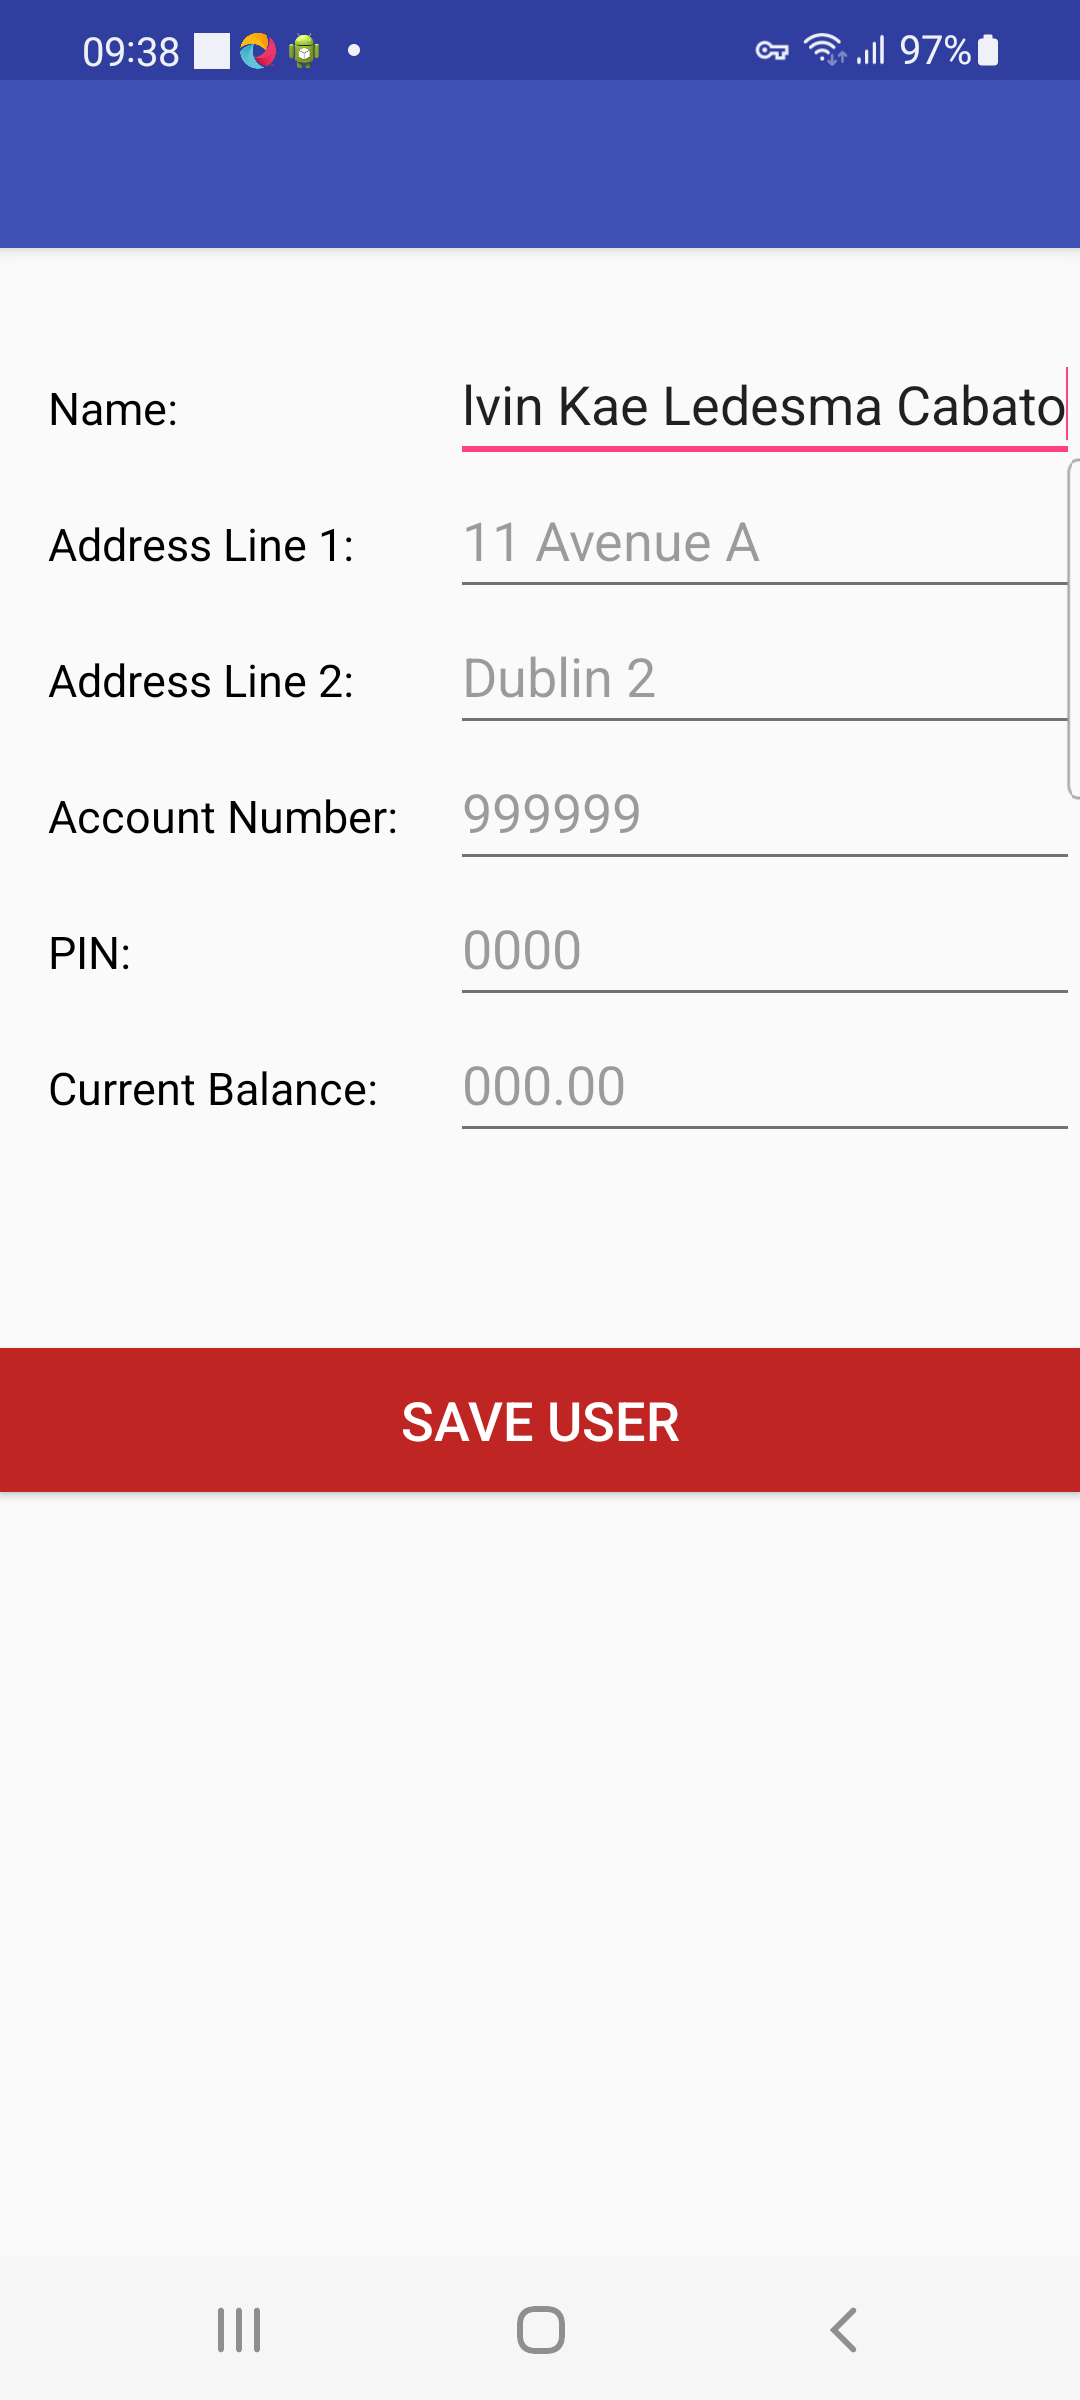 09:38 97%
Name: lvin Kae Ledesma Cabato
Address Line 1: 11 Avenue A
Address Line 2: Dublin 2
Account Number: 999999
PIN: 0000
Current Balance: 000.00
SAVE USER